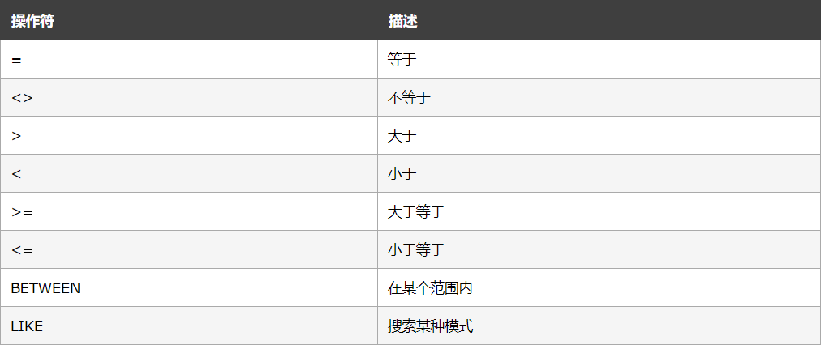 操作符 描述
= 等于
<> 不等于
> 大于
< 小于
>= 大于等于
<= 小于等于
BETWEEN 在某个范围内
LIKE 搜索某种模式